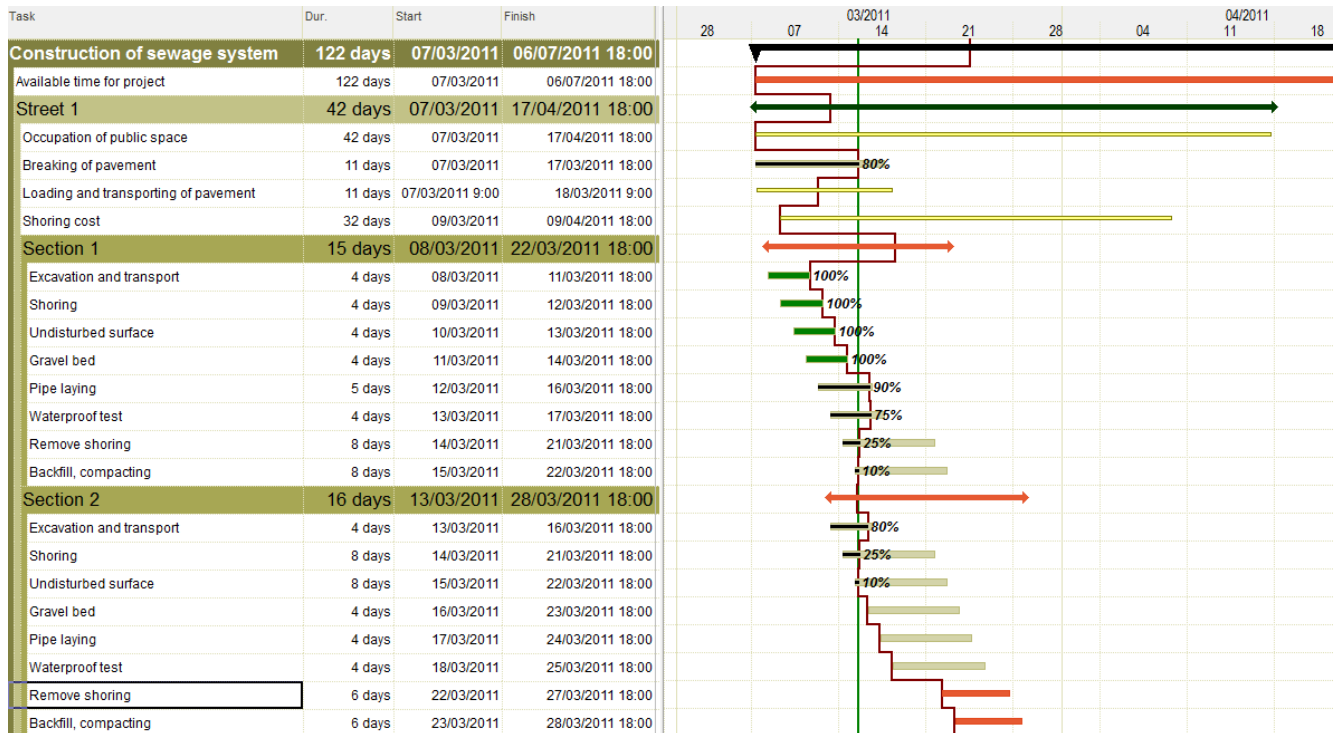 Task Dur. Start Finish 03/2011 04/2011
28 07 14 21 28 04 11 18
Construction of sewage system 122 days 07/03/2011 06/07/2011 18:00
Available time for project 122 days 07/03/2011 06/07/2011 18:00
Street 1 42 days 07/03/2011 17/04/2011 18:00
Occupation of public space 42 days 07/03/2011 17/04/2011 18:00
Breaking of pavement 11 days 07/03/2011 17/03/2011 18:00 80%
Loading and transporting of pavement 11 days 07/03/2011 9:00 18/03/2011 9:00
Shoring cost 32 days 09/03/2011 09/04/2011 18:00
Section 1 15 days 08/03/2011 22/03/2011 18:00
Excavation and transport 4 days 08/03/2011 11/03/2011 18:00 100%
Shoring 4 days 09/03/2011 12/03/2011 18:00 100%
Undisturbed surface 4 days 10/03/2011 13/03/2011 18:00 100%
Gravel bed 4 days 11/03/2011 14/03/2011 18:00 100%
Pipe laying 5 days 12/03/2011 16/03/2011 18:00 90%
Waterproof test 4 days 13/03/2011 17/03/2011 18:00 75%
Remove shoring 8 days 14/03/2011 21/03/2011 18:00 25%
Backfill, compacting 8 days 15/03/2011 22/03/2011 18:00 10%
Section 2 16 days 13/03/2011 28/03/2011 18:00
Excavation and transport 4 days 13/03/2011 16/03/2011 18:00 80%
Shoring 8 days 14/03/2011 21/03/2011 18:00 25%
Undisturbed surface 8 days 15/03/2011 22/03/2011 18:00 10%
Gravel bed 4 days 16/03/2011 23/03/2011 18:00
Pipe laying 4 days 17/03/2011 24/03/2011 18:00
Waterproof test 4 days 18/03/2011 25/03/2011 18:00
Remove shoring 6 days 22/03/2011 27/03/2011 18:00
Backfill, compacting 6 days 23/03/2011 28/03/2011 18:00